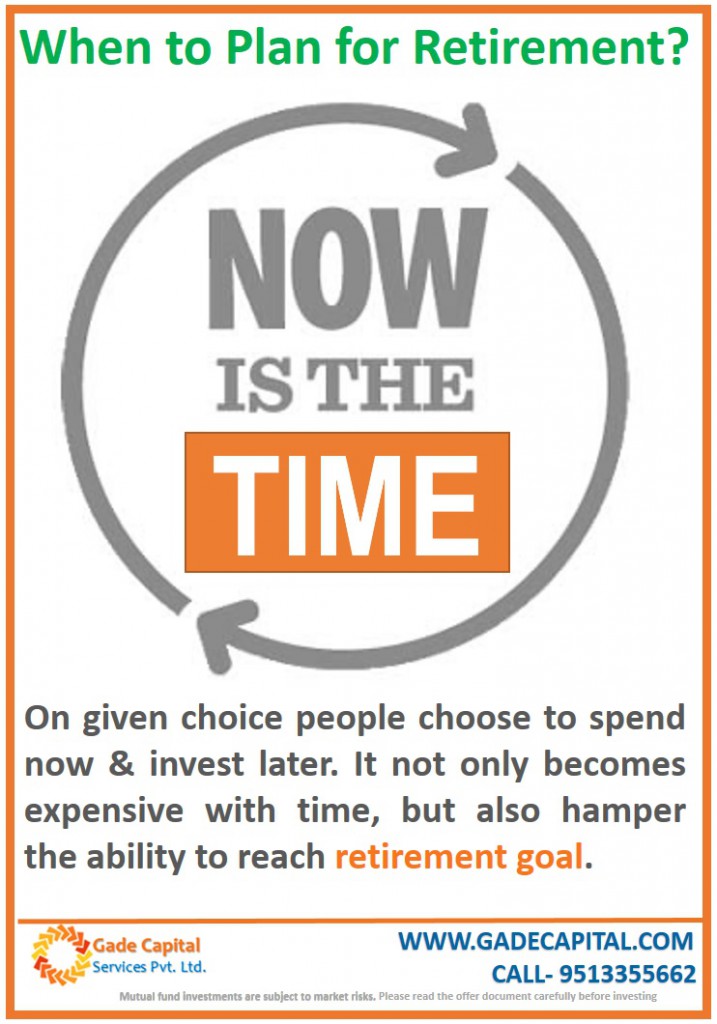 When to Plan for Retirement?
NOW
IS THE
TIME
On given choice people choose to spend
now & invest later. It not only becomes
expensive with time, but also hamper
the ability to reach retirement goal.
Gade Capital
Services Pvt. Ltd.
WWW.GADECAPITAL.COM
CALL- 9513355662
Mutual fund investments are subject to market risks. Please read the offer document carefully before investing